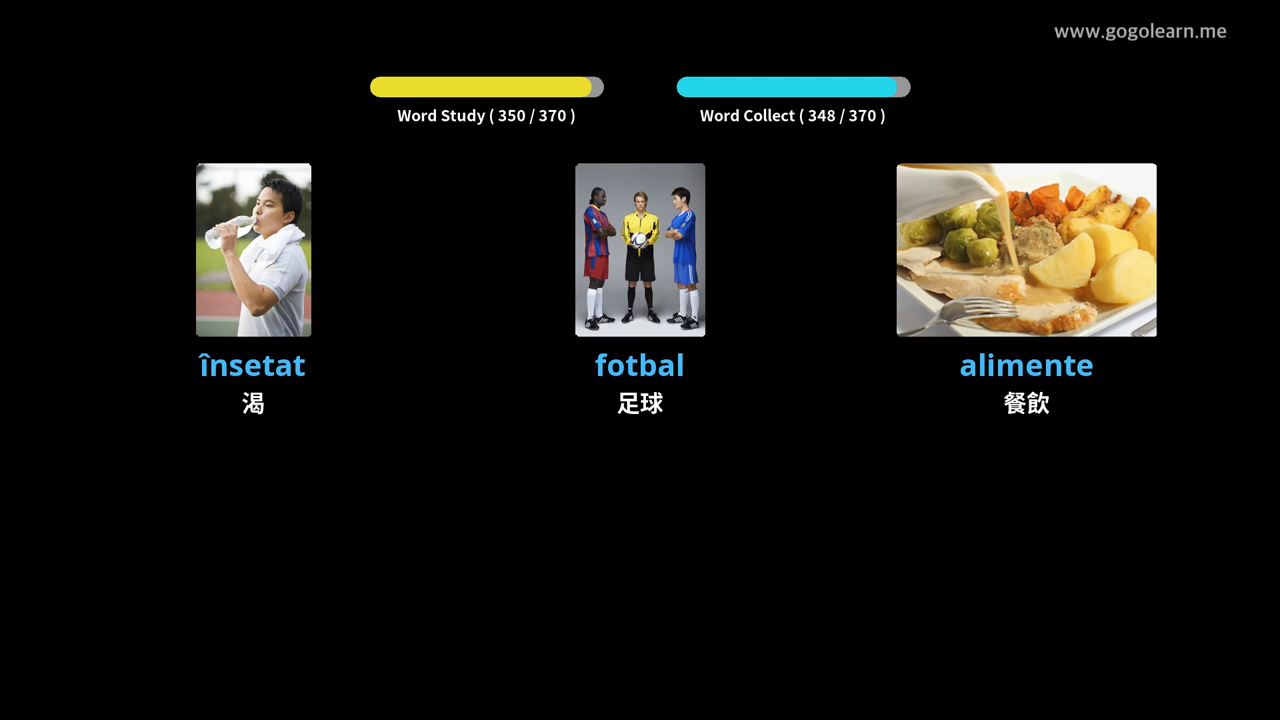 www.gogolearn.me
Word Study ( 350 / 370 )
Word Collect ( 348 / 370 )
însetat
fotbal
alimente
渴
足球
餐飲